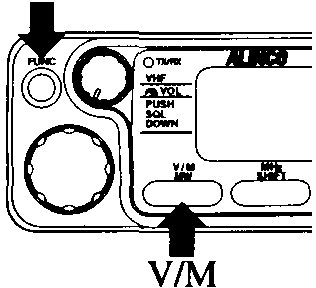 FUNC
TX/RX
ALINCO
VHF
VOL
PUSH
SQL
DOWN
V/M
MW
MHz
SHIFT
V/M